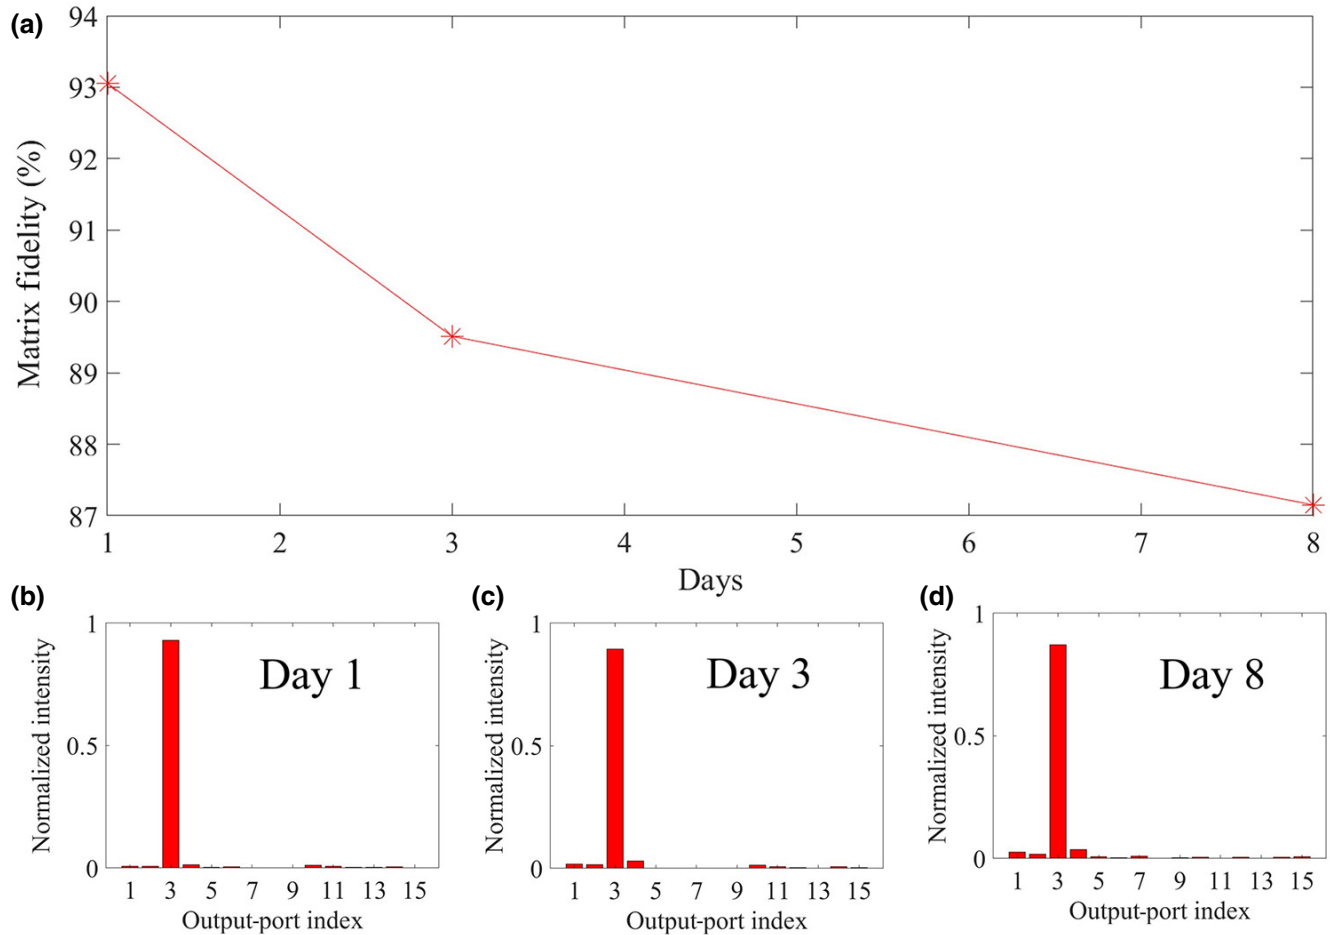 (a)
94
93
92
91
90
89
88
87
Matrix fidelity (%)
1 2 3 4 5 6 7 8
Days
(b)
1
0.5
0
Normalized intensity
Day 1
1 3 5 7 9 11 13 15
Output-port index
(c)
1
0.5
0
Normalized intensity
Day 3
1 3 5 7 9 11 13 15
Output-port index
(d)
1
0.5
0
Normalized intensity
Day 8
1 3 5 7 9 11 13 15
Output-port index